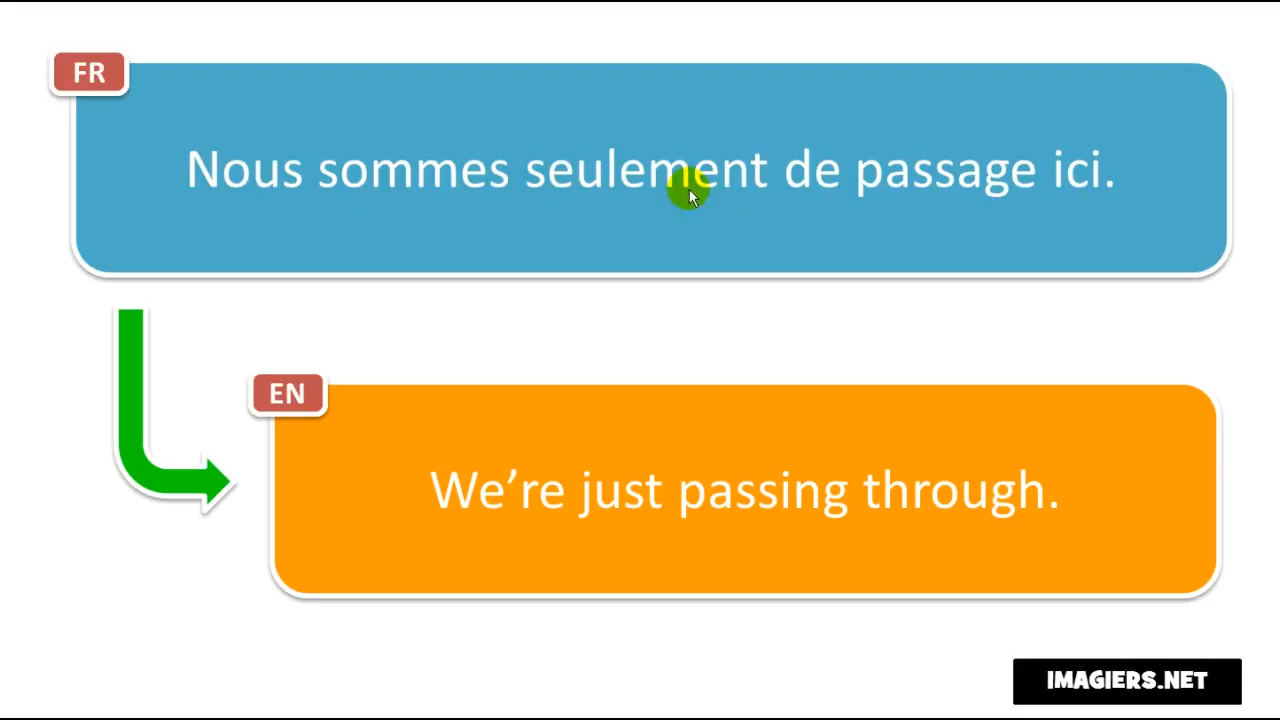 FR
Nous sommes seulement de passage ici.
EN
We’re just passing through.
IMAGIERS.NET